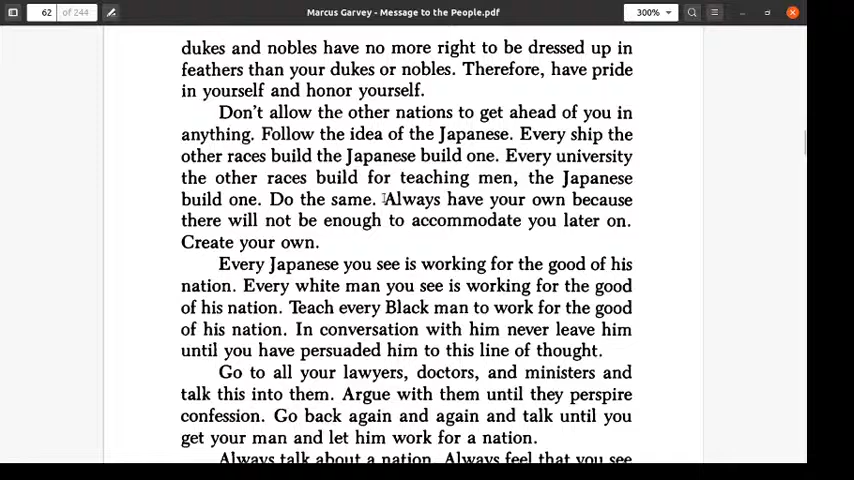 62 of 244
Marcus Garvey - Message to the People.pdf
300%
dukes and nobles have no more right to be dressed up in
feathers than your dukes or nobles. Therefore, have pride
in yourself and honor yourself.
Don't allow the other nations to get ahead of you in
anything. Follow the idea of the Japanese. Every ship the
other races build the Japanese build one. Every university
the other races build for teaching men, the Japanese
build one. Do the same. Always have your own because
there will not be enough to accommodate you later on.
Create your own.
Every Japanese you see is working for the good of his
nation. Every white man you see is working for the good
of his nation. Teach every Black man to work for the good
of his nation. In conversation with him never leave him
until you have persuaded him to this line of thought.
Go to all your lawyers, doctors, and ministers and
talk this into them. Argue with them until they perspire
confession. Go back again and again and talk until you
get your man and let him work for a nation.
Always talk about a nation. Always feel that you see